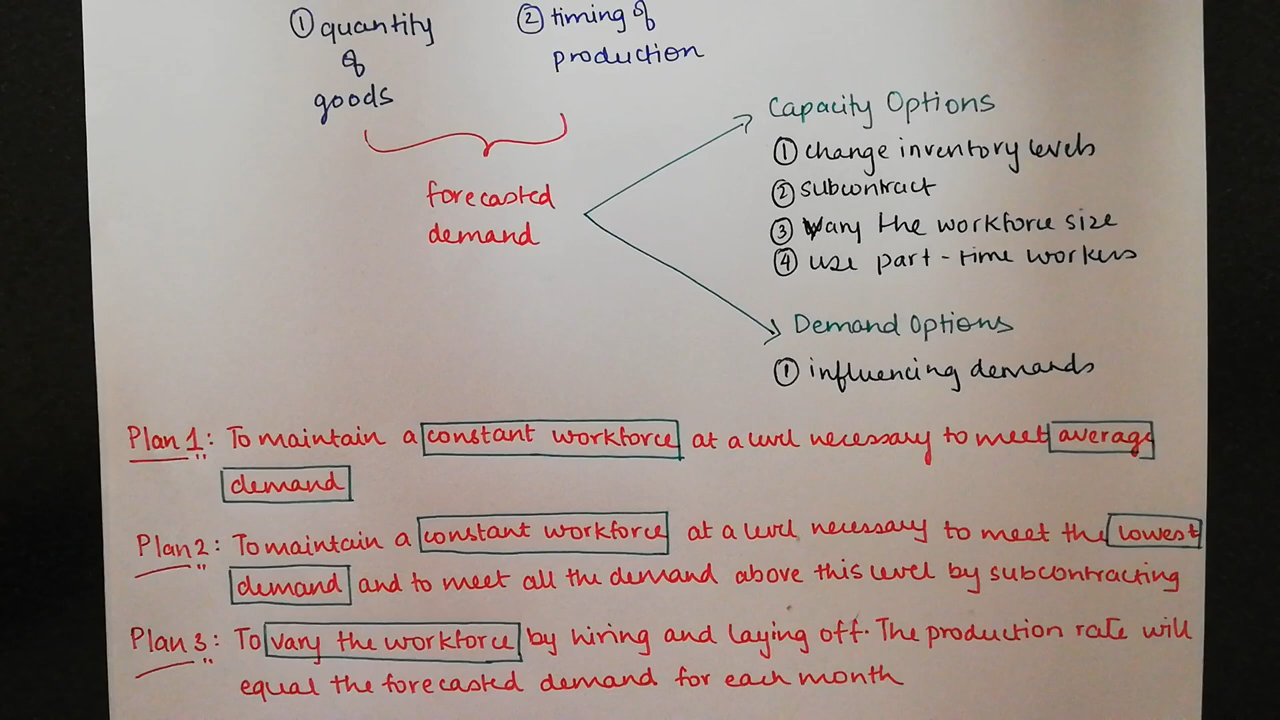 ① quantity
of
goods
② timing of
production
forecasted
demand
Capacity Options
① change inventory levels
② subcontract
③ vary the workforce size
④ use part-time workers
Demand Options
① influencing demands
Plan 1: To maintain a constant workforce at a level necessary to meet average
demand
Plan 2: To maintain a constant workforce at a level necessary to meet the lowest
demand and to meet all the demand above this level by subcontracting
Plan 3: To vary the workforce by hiring and laying off. The production rate will
equal the forecasted demand for each month